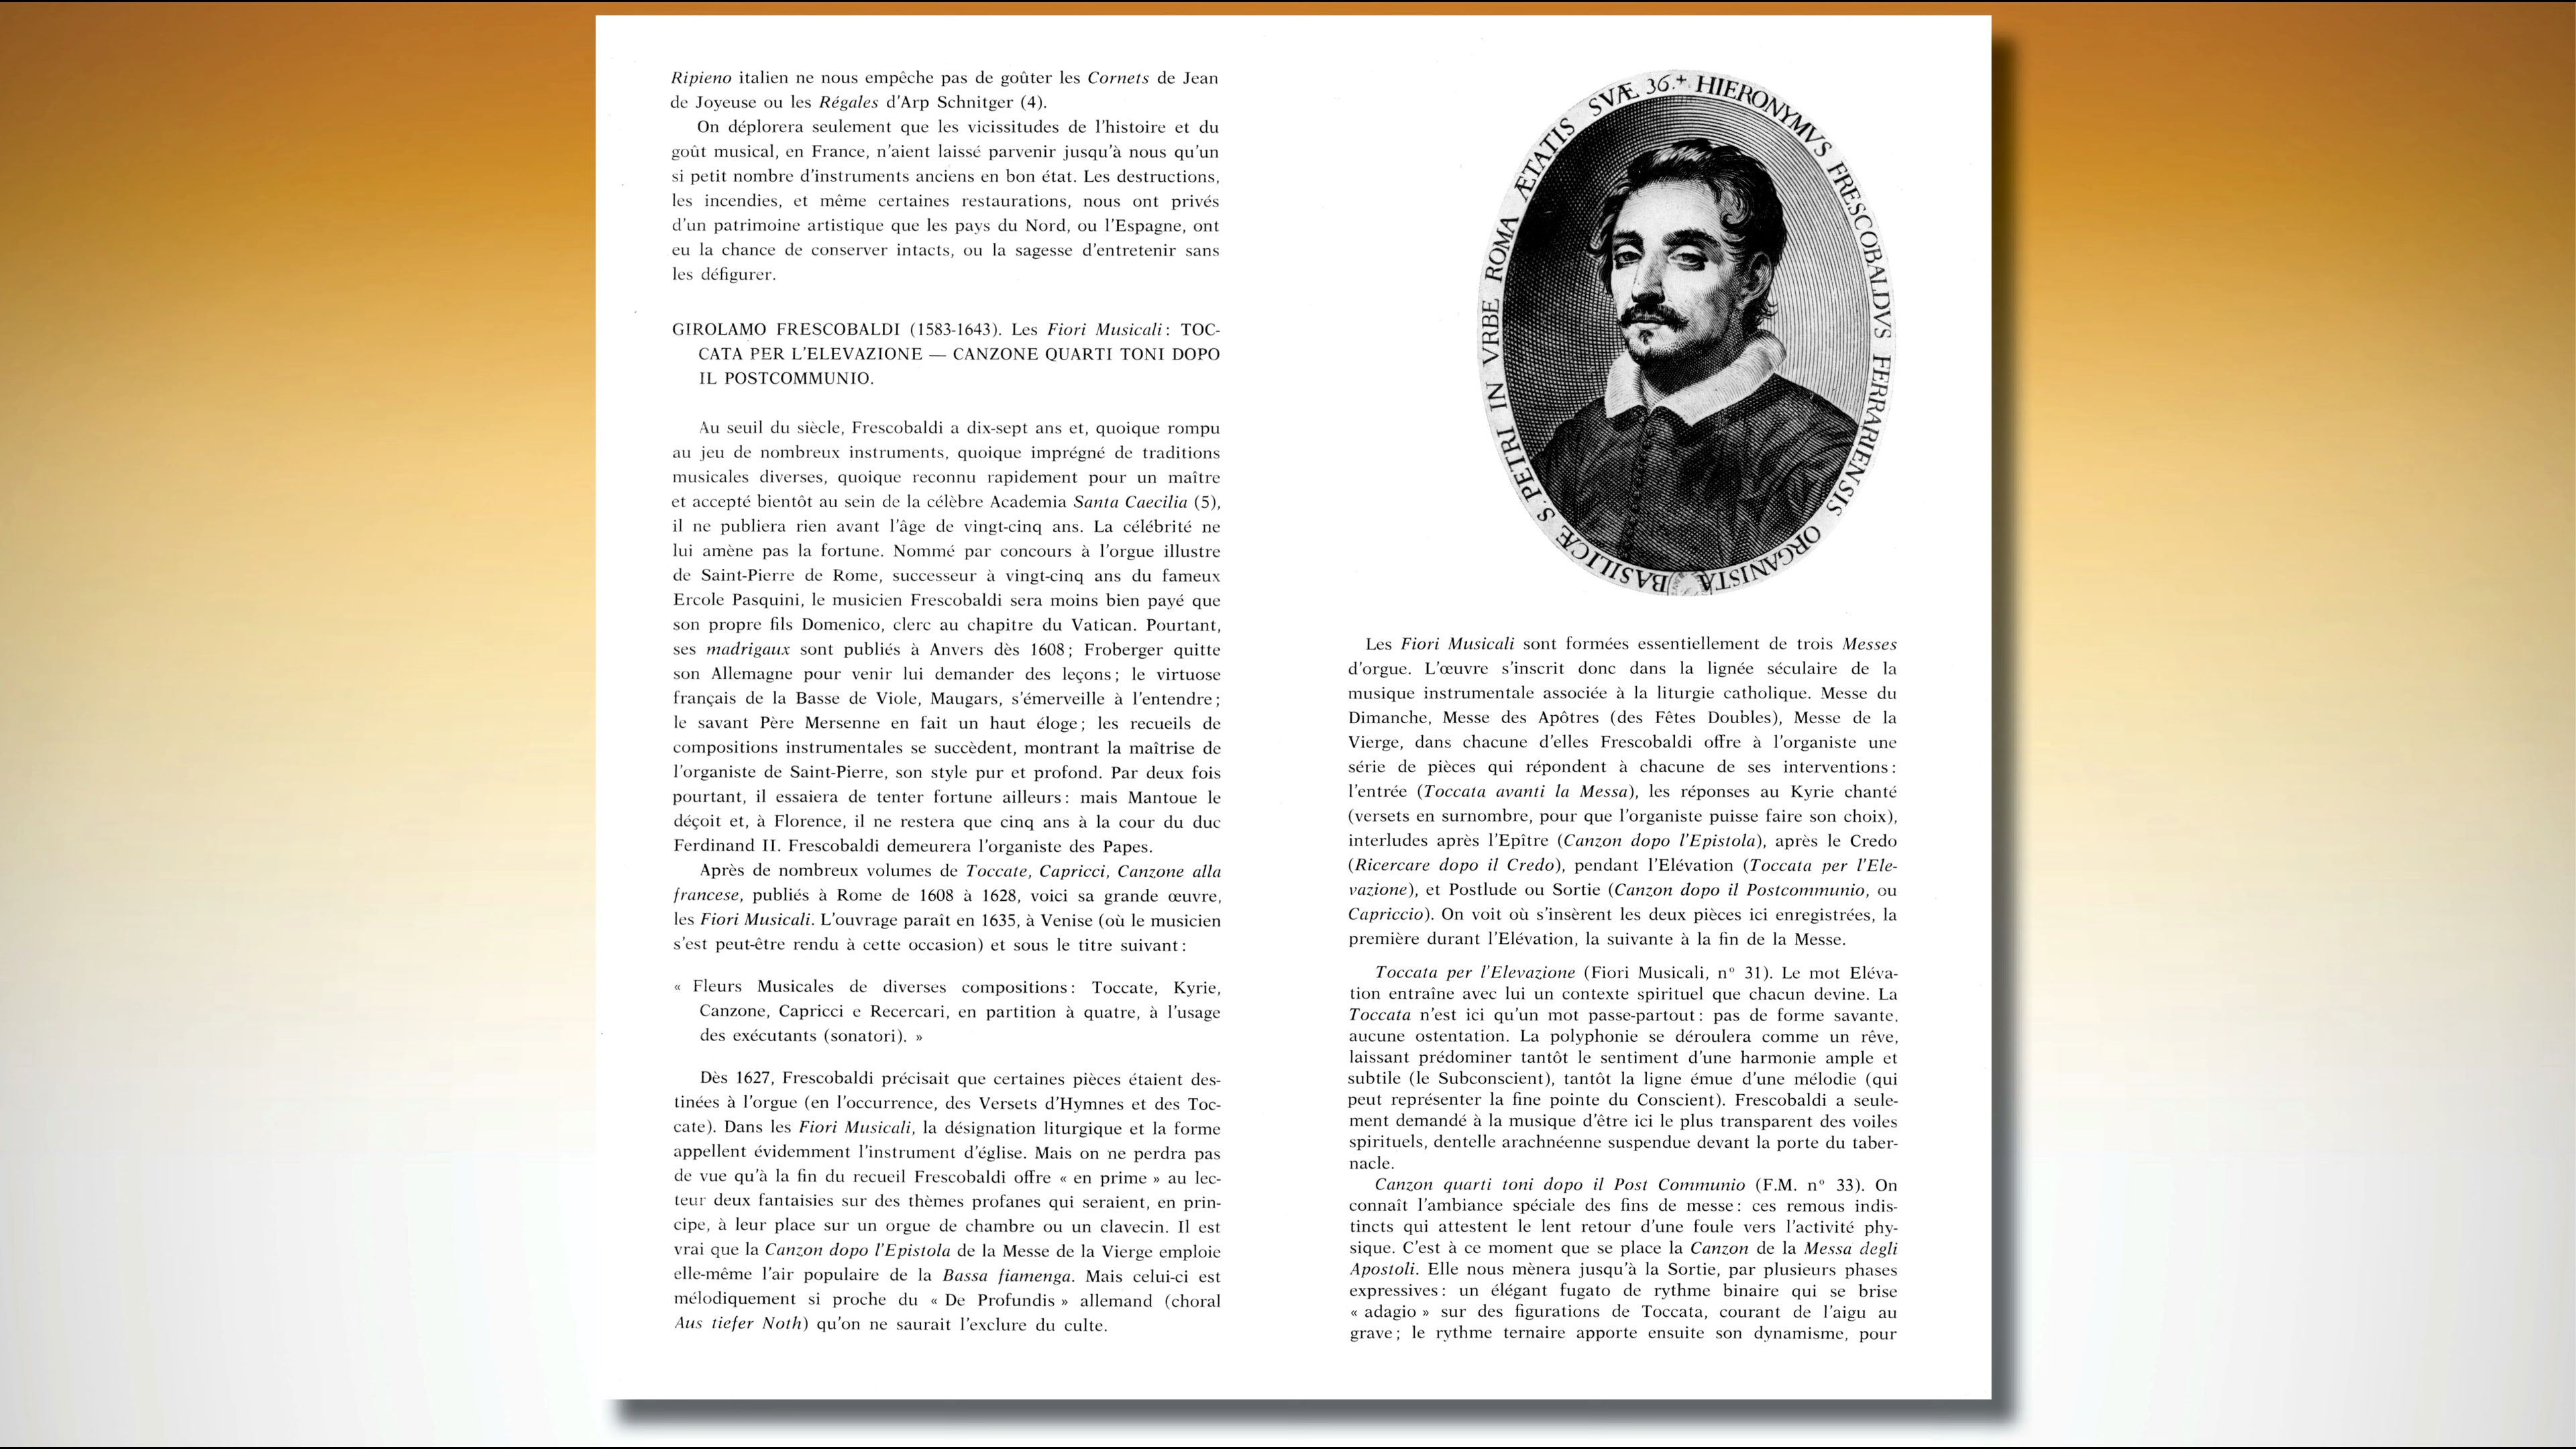 Ripieno italien ne nous empêche pas de goûter les Cornets de Jean
de Joyeuse ou les Régales d'Arp Schnitger (4).
On déplorera seulement que les vicissitudes de l'histoire et du
goût musical, en France, n'aient laissé parvenir jusqu'à nous qu'un
si petit nombre d'instruments anciens en bon état. Les destructions,
les incendies, et même certaines restaurations, nous ont privés
d'un patrimoine artistique que les pays du Nord, ou l'Espagne, ont
eu la chance de conserver intacts, ou la sagesse d'entretenir sans
les défigurer.
GIROLAMO FRESCOBALDI (1583-1643). Les Fiori Musicali : TOC-
CATA PER L'ELEVAZIONE — CANZONE QUARTI TONI DOPO
IL POSTCOMMUNIO.
Au seuil du siècle, Frescobaldi a dix-sept ans et, quoique rompu
au jeu de nombreux instruments, quoique imprégné de traditions
musicales diverses, quoique reconnu rapidement pour un maître
et accepté bientôt au sein de la célèbre Academia Santa Caecilia (5),
il ne publiera rien avant l'âge de vingt-cinq ans. La célébrité ne
lui amène pas la fortune. Nommé par concours à l'orgue illustre
de Saint-Pierre de Rome, successeur à vingt-cinq ans du fameux
Ercole Pasquini, le musicien Frescobaldi sera moins bien payé que
son propre fils Domenico, clerc au chapitre du Vatican. Pourtant,
ses madrigaux sont publiés à Anvers dès 1608 ; Froberger quitte
son Allemagne pour venir lui demander des leçons ; le virtuose
français de la Basse de Viole, Maugars, s'émerveille à l'entendre ;
le savant Père Mersenne en fait un haut éloge ; les recueils de
compositions instrumentales se succèdent, montrant la maîtrise de
l'organiste de Saint-Pierre, son style pur et profond. Par deux fois
pourtant, il essaiera de tenter fortune ailleurs : mais Mantoue le
déçoit et, à Florence, il ne restera que cinq ans à la cour du duc
Ferdinand II. Frescobaldi demeurera l'organiste des Papes.
Après de nombreux volumes de Toccate, Capricci, Canzone alla
francese, publiés à Rome de 1608 à 1628, voici sa grande œuvre,
les Fiori Musicali. L'ouvrage paraît en 1635, à Venise (où le musicien
s'est peut-être rendu à cette occasion) et sous le titre suivant :
« Fleurs Musicales de diverses compositions : Toccate, Kyrie,
Canzone, Capricci e Recercari, en partition à quatre, à l'usage
des exécutants (sonatori). »
Dès 1627, Frescobaldi précisait que certaines pièces étaient des-
tinées à l'orgue (en l'occurrence, des Versets d'Hymnes et des Toc-
cate). Dans les Fiori Musicali, la désignation liturgique et la forme
appellent évidemment l'instrument d'église. Mais on ne perdra pas
de vue qu'à la fin du recueil Frescobaldi offre « en prime » au lec-
teur deux fantaisies sur des thèmes profanes qui seraient, en prin-
cipe, à leur place sur un orgue de chambre ou un clavecin. Il est
vrai que la Canzon dopo l'Epistola de la Messe de la Vierge emploie
elle-même l'air populaire de la Bassa fiamenga. Mais celui-ci est
mélodiquement si proche du « De Profundis » allemand (choral
Aus tiefer Noth) qu'on ne saurait l'exclure du culte.
HIERONYMVS FRESCOBALDVS FERRARIENSIS ORGANISTA BASILICÆ S. PETRI IN VRBE ROMA ÆTATIS SVÆ 36.+
Les Fiori Musicali sont formées essentiellement de trois Messes
d'orgue. L'œuvre s'inscrit donc dans la lignée séculaire de la
musique instrumentale associée à la liturgie catholique. Messe du
Dimanche, Messe des Apôtres (des Fêtes Doubles), Messe de la
Vierge, dans chacune d'elles Frescobaldi offre à l'organiste une
série de pièces qui répondent à chacune de ses interventions :
l'entrée (Toccata avanti la Messa), les réponses au Kyrie chanté
(versets en surnombre, pour que l'organiste puisse faire son choix),
interludes après l'Epître (Canzon dopo l'Epistola), après le Credo
(Ricercare dopo il Credo), pendant l'Elévation (Toccata per l'Ele-
vazione), et Postlude ou Sortie (Canzon dopo il Postcommunio, ou
Capriccio). On voit où s'insèrent les deux pièces ici enregistrées, la
première durant l'Elévation, la suivante à la fin de la Messe.
Toccata per l'Elevazione (Fiori Musicali, n° 31). Le mot Eléva-
tion entraîne avec lui un contexte spirituel que chacun devine. La
Toccata n'est ici qu'un mot passe-partout : pas de forme savante,
aucune ostentation. La polyphonie se déroulera comme un rêve,
laissant prédominer tantôt le sentiment d'une harmonie ample et
subtile (le Subconscient), tantôt la ligne émue d'une mélodie (qui
peut représenter la fine pointe du Conscient). Frescobaldi a seule-
ment demandé à la musique d'être ici le plus transparent des voiles
spirituels, dentelle arachnéenne suspendue devant la porte du taber-
nacle.
Canzon quarti toni dopo il Post Communio (F.M. n° 33). On
connaît l'ambiance spéciale des fins de messe : ces remous indis-
tincts qui attestent le lent retour d'une foule vers l'activité phy-
sique. C'est à ce moment que se place la Canzon de la Messa degli
Apostoli. Elle nous mènera jusqu'à la Sortie, par plusieurs phases
expressives : un élégant fugato de rythme binaire qui se brise
« adagio » sur des figurations de Toccata, courant de l'aigu au
grave ; le rythme ternaire apporte ensuite son dynamisme, pour